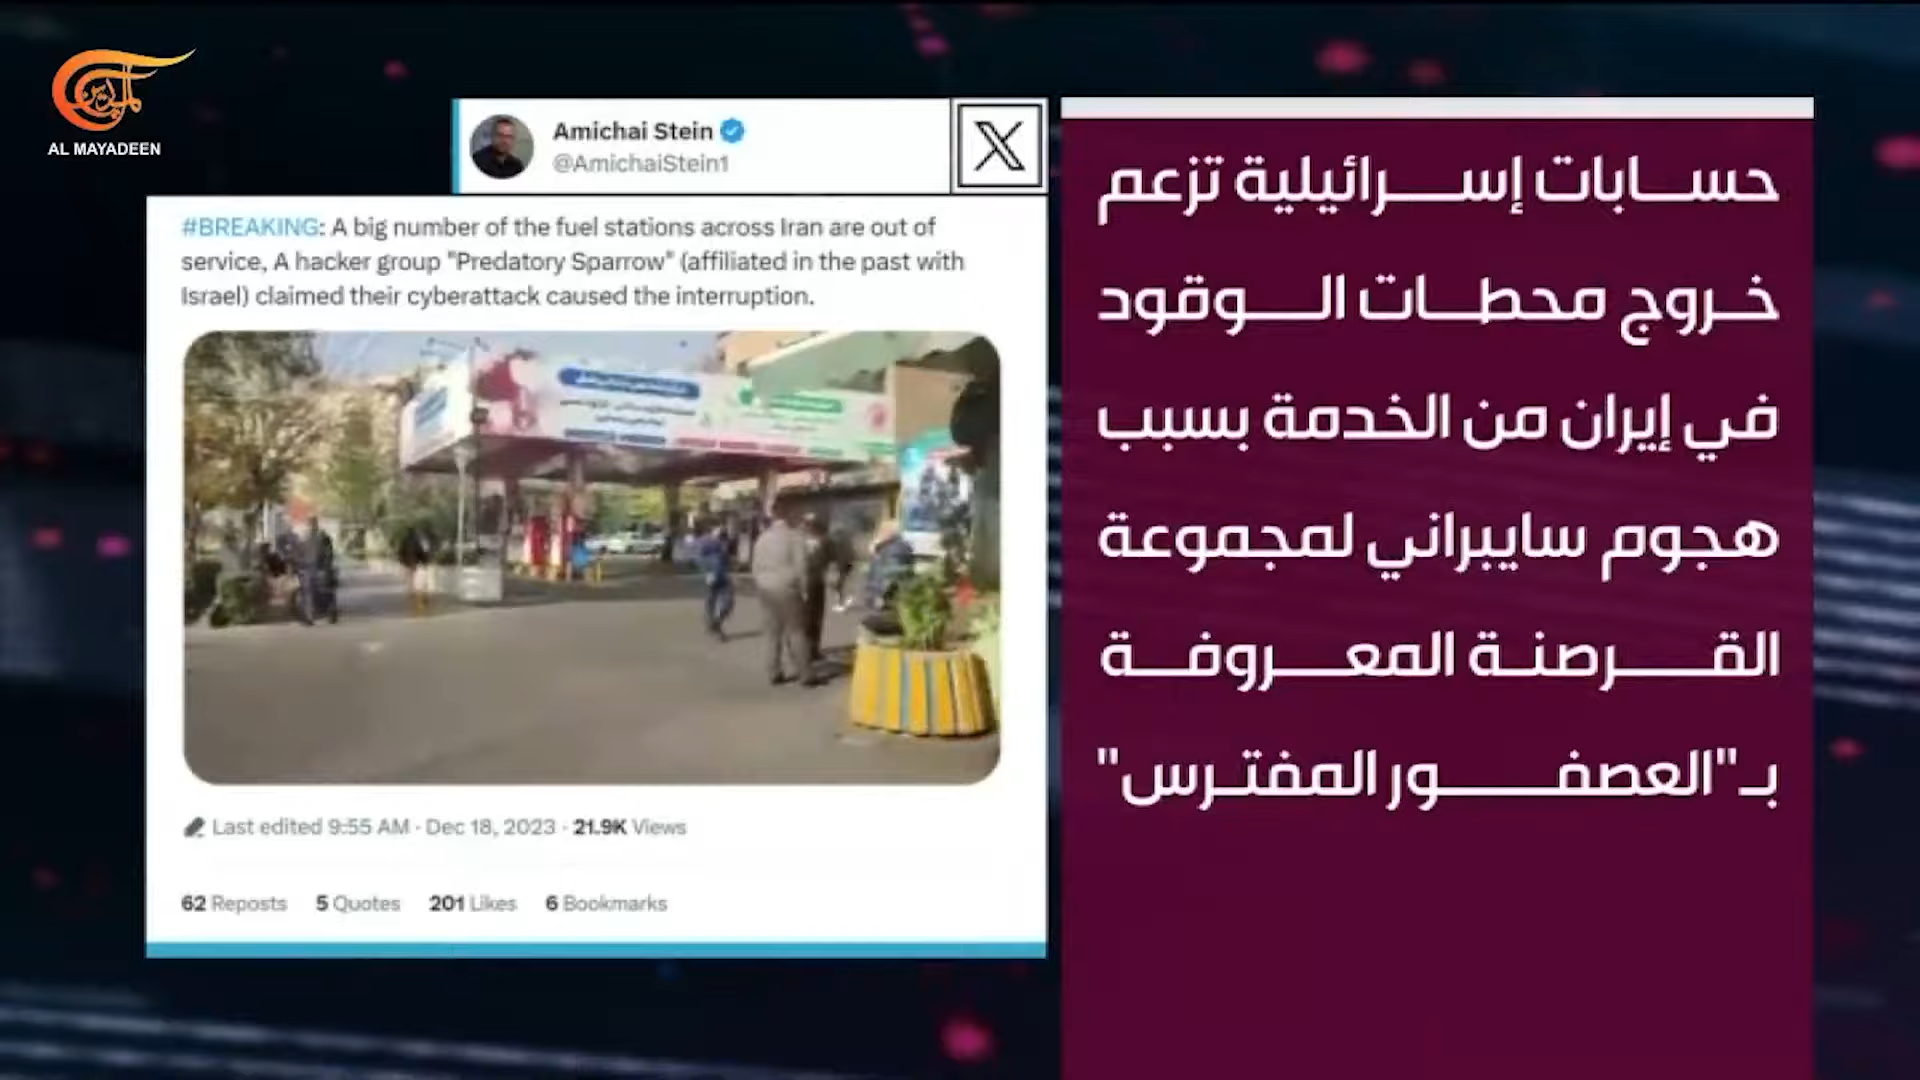 AL MAYADEEN
Amichai Stein
@AmichaiStein1
#BREAKING: A big number of the fuel stations across Iran are out of
service, A hacker group "Predatory Sparrow" (affiliated in the past with
Israel) claimed their cyberattack caused the interruption.
Last edited 9:55 AM · Dec 18, 2023 · 21.9K Views
62 Reposts 5 Quotes 201 Likes 6 Bookmarks
حسابات إسرائيلية تزعم
خروج محطات الوقود
في إيران من الخدمة بسبب
هجوم سايبراني لمجموعة
القرصنة المعروفة
بـ"العصفور المفترس"